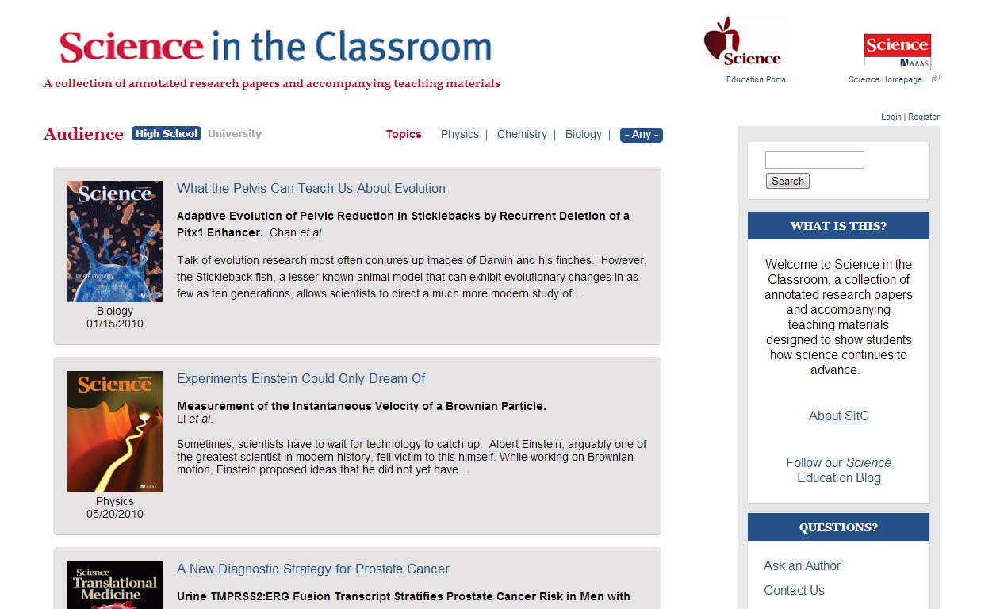 Science in the Classroom
A collection of annotated research papers and accompanying teaching materials
Science
Education Portal
Science
AAAS
Science Homepage
Login | Register
Audience High School University
Topics Physics | Chemistry | Biology | - Any -
Science
Innate Immunity
AAAS
Biology
01/15/2010
What the Pelvis Can Teach Us About Evolution
Adaptive Evolution of Pelvic Reduction in Sticklebacks by Recurrent Deletion of a
Pitx1 Enhancer. Chan et al.
Talk of evolution research most often conjures up images of Darwin and his finches. However,
the Stickleback fish, a lesser known animal model that can exhibit evolutionary changes in as
few as ten generations, allows scientists to direct a much more modern study of...
Science
AAAS
Physics
05/20/2010
Experiments Einstein Could Only Dream Of
Measurement of the Instantaneous Velocity of a Brownian Particle.
Li et al.
Sometimes, scientists have to wait for technology to catch up. Albert Einstein, arguably one of
the greatest scientist in modern history, fell victim to this himself. While working on Brownian
motion, Einstein proposed ideas that he did not yet have...
Science
Translational
Medicine
A New Diagnostic Strategy for Prostate Cancer
Urine TMPRSS2:ERG Fusion Transcript Stratifies Prostate Cancer Risk in Men with
Search
WHAT IS THIS?
Welcome to Science in the
Classroom, a collection of
annotated research papers
and accompanying
teaching materials
designed to show students
how science continues to
advance.
About SitC
Follow our Science
Education Blog
QUESTIONS?
Ask an Author
Contact Us